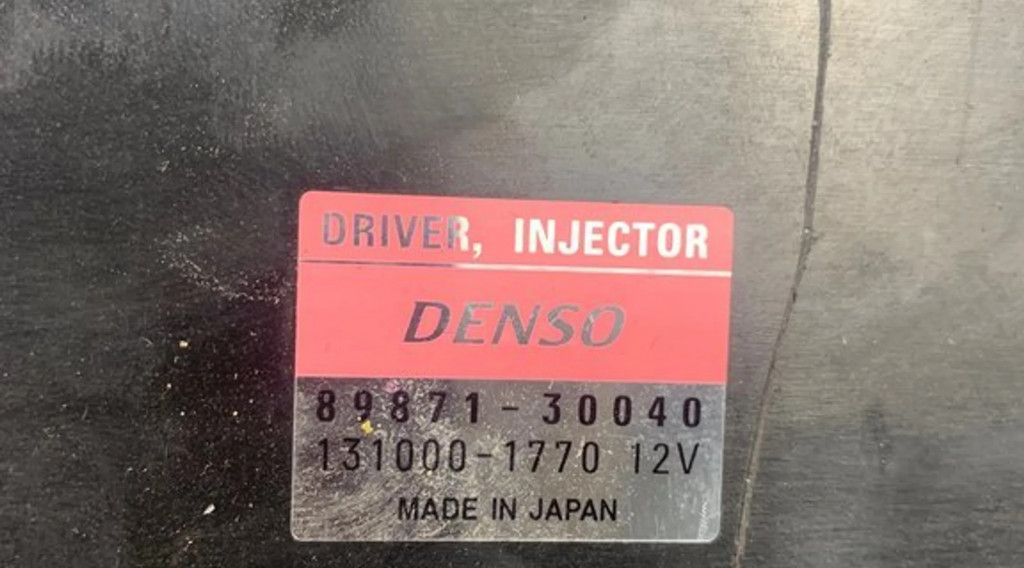 DRIVER, INJECTOR
DENSO
89871-30040
131000-1770 12V
MADE IN JAPAN